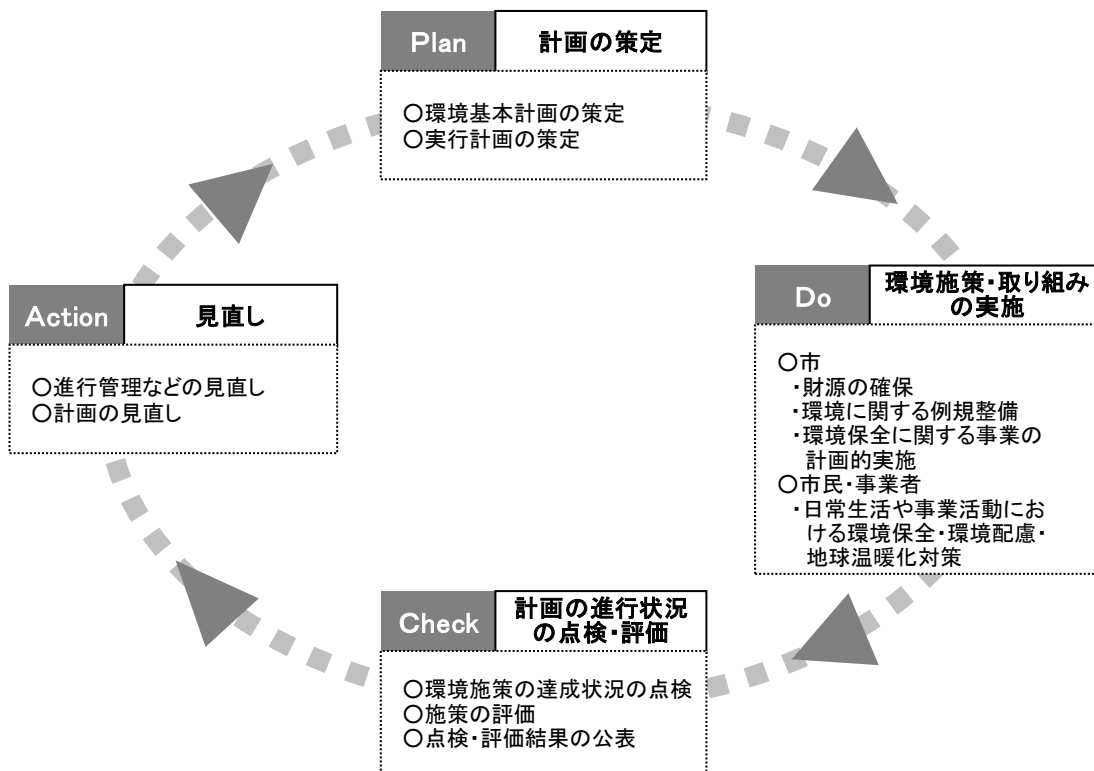 Plan 計画の策定
○環境基本計画の策定
○実行計画の策定
Do 環境施策・取り組み
の実施
○市
・財源の確保
・環境に関する例規整備
・環境保全に関する事業の
計画的実施
○市民・事業者
・日常生活や事業活動にお
ける環境保全・環境配慮・
地球温暖化対策
Check 計画の進行状況
の点検・評価
○環境施策の達成状況の点検
○施策の評価
○点検・評価結果の公表
Action 見直し
○進行管理などの見直し
○計画の見直し